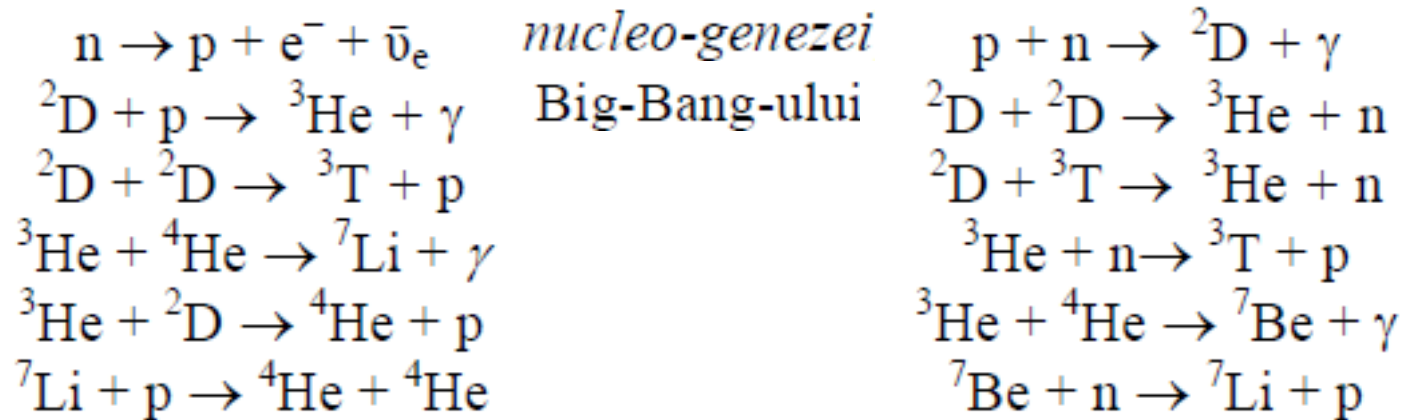 n → p + e⁻ + ῡₑ nucleo-genezei p + n → ²D + γ
²D + p → ³He + γ Big-Bang-ului ²D + ²D → ³He + n
²D + ²D → ³T + p ²D + ³T → ³He + n
³He + ⁴He → ⁷Li + γ ³He + n→ ³T + p
³He + ²D → ⁴He + p ³He + ⁴He → ⁷Be + γ
⁷Li + p → ⁴He + ⁴He ⁷Be + n → ⁷Li + p